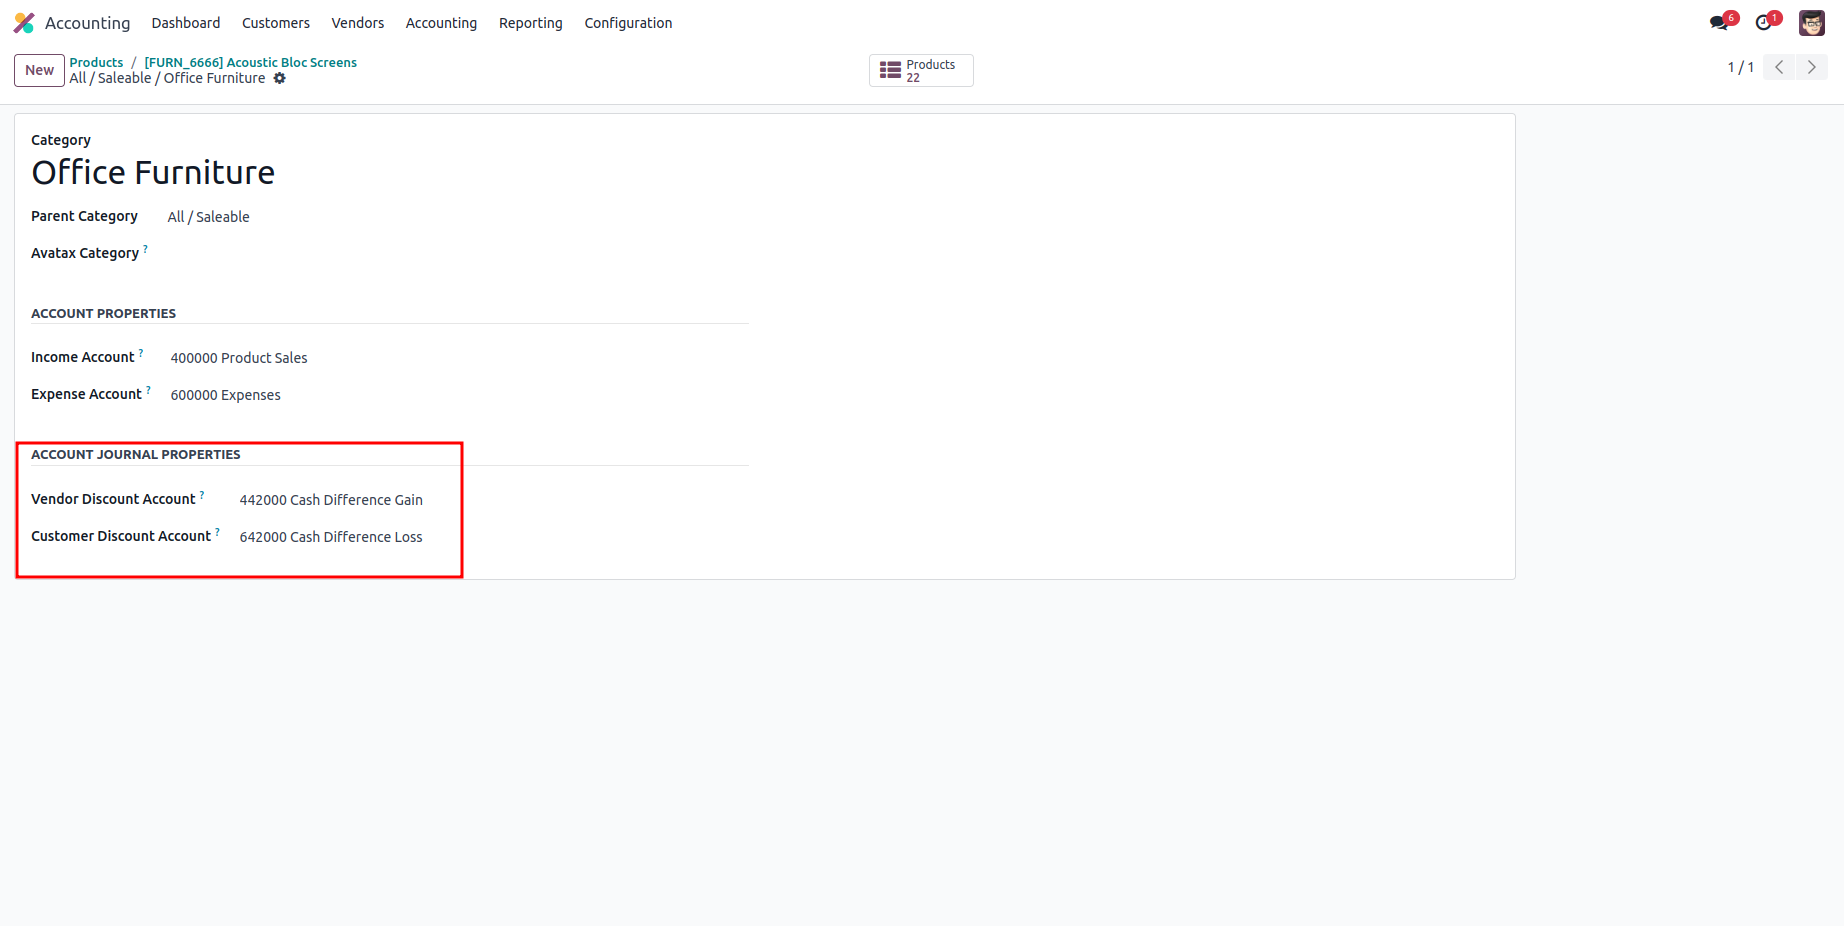 Accounting Dashboard Customers Vendors Accounting Reporting Configuration 6 1
New Products / [FURN_6666] Acoustic Bloc Screens
All / Saleable / Office Furniture
Products
22
1 / 1
Category
Office Furniture
Parent Category All / Saleable
Avatax Category ?
ACCOUNT PROPERTIES
Income Account ? 400000 Product Sales
Expense Account ? 600000 Expenses
ACCOUNT JOURNAL PROPERTIES
Vendor Discount Account ? 442000 Cash Difference Gain
Customer Discount Account ? 642000 Cash Difference Loss